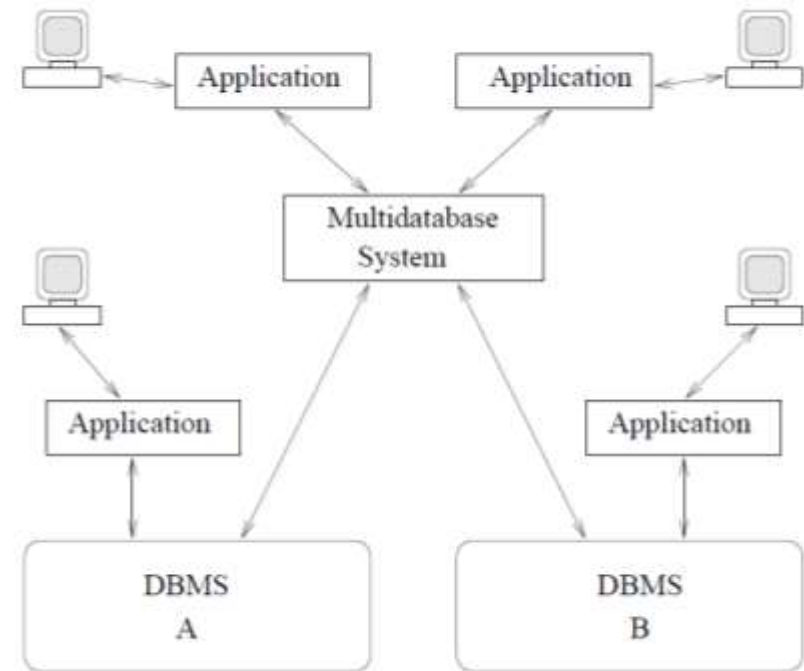 Application
Application
Multidatabase
System
Application
Application
DBMS
A
DBMS
B